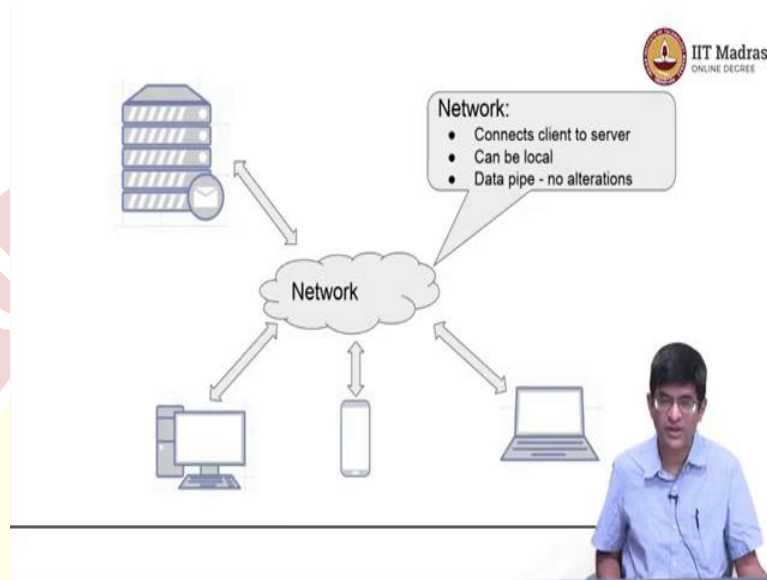 IIT Madras
ONLINE DEGREE
Network:
● Connects client to server
● Can be local
● Data pipe - no alterations
Network